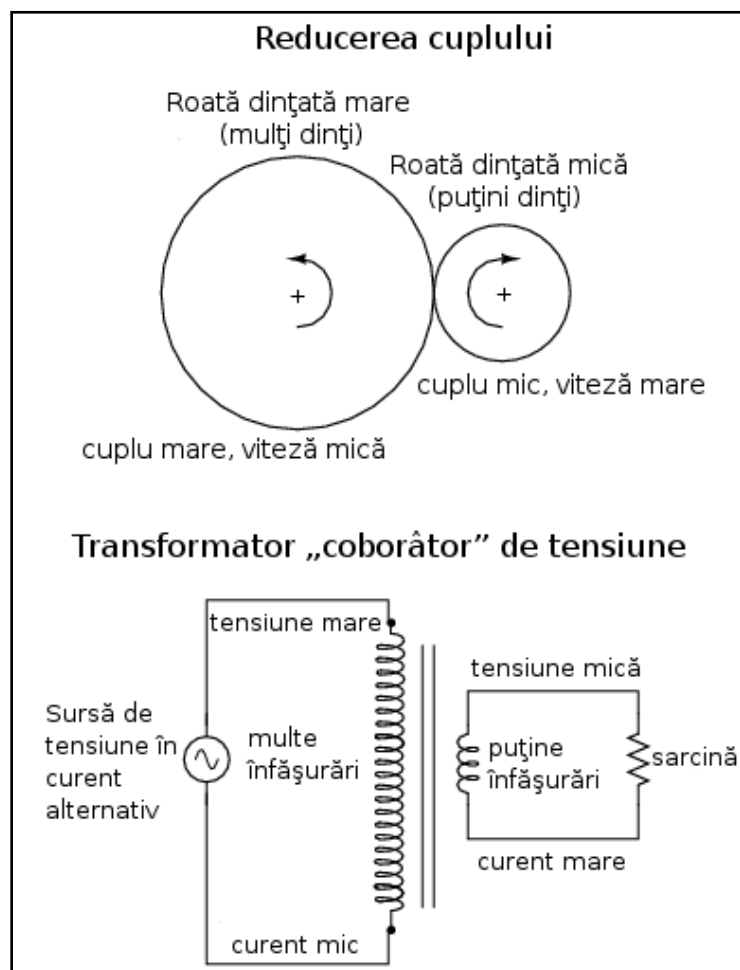 Reducerea cuplului
Roată dinţată mare
(mulţi dinţi)
Roată dinţată mică
(puţini dinţi)
cuplu mic, viteză mare
cuplu mare, viteză mică
Transformator „coborâtor” de tensiune
tensiune mare
tensiune mică
Sursă de
tensiune în
curent
alternativ
multe
înfăşurări
puţine
înfăşurări
sarcină
curent mare
curent mic